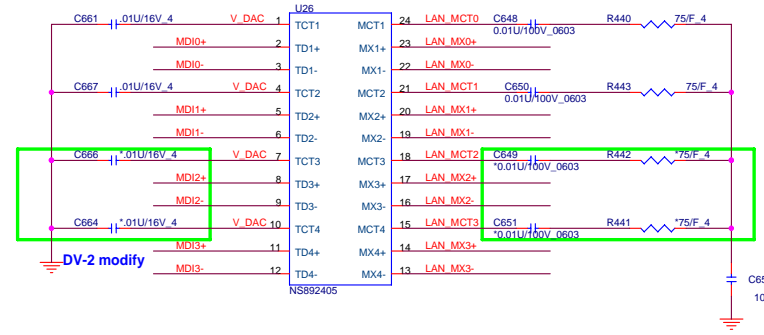 U26
C661 .01U/16V_4 V_DAC 1 TCT1 MCT1 24 LAN_MCT0 C648 R440 75/F_4
0.01U/100V_0603
MDI0+ 2 TD1+ MX1+ 23 LAN_MX0+
MDI0- 3 TD1- MX1- 22 LAN_MX0-
C667 .01U/16V_4 V_DAC 4 TCT2 MCT2 21 LAN_MCT1 C650 R443 75/F_4
0.01U/100V_0603
MDI1+ 5 TD2+ MX2+ 20 LAN_MX1+
MDI1- 6 TD2- MX2- 19 LAN_MX1-
C666 *.01U/16V_4 V_DAC 7 TCT3 MCT3 18 LAN_MCT2 C649 R442 *75/F_4
*0.01U/100V_0603
MDI2+ 8 TD3+ MX3+ 17 LAN_MX2+
MDI2- 9 TD3- MX3- 16 LAN_MX2-
C664 *.01U/16V_4 V_DAC 10 TCT4 MCT4 15 LAN_MCT3 C651 R441 *75/F_4
*0.01U/100V_0603
MDI3+ 11 TD4+ MX4+ 14 LAN_MX3+
DV-2 modify
MDI3- 12 TD4- MX4- 13 LAN_MX3-
NS892405